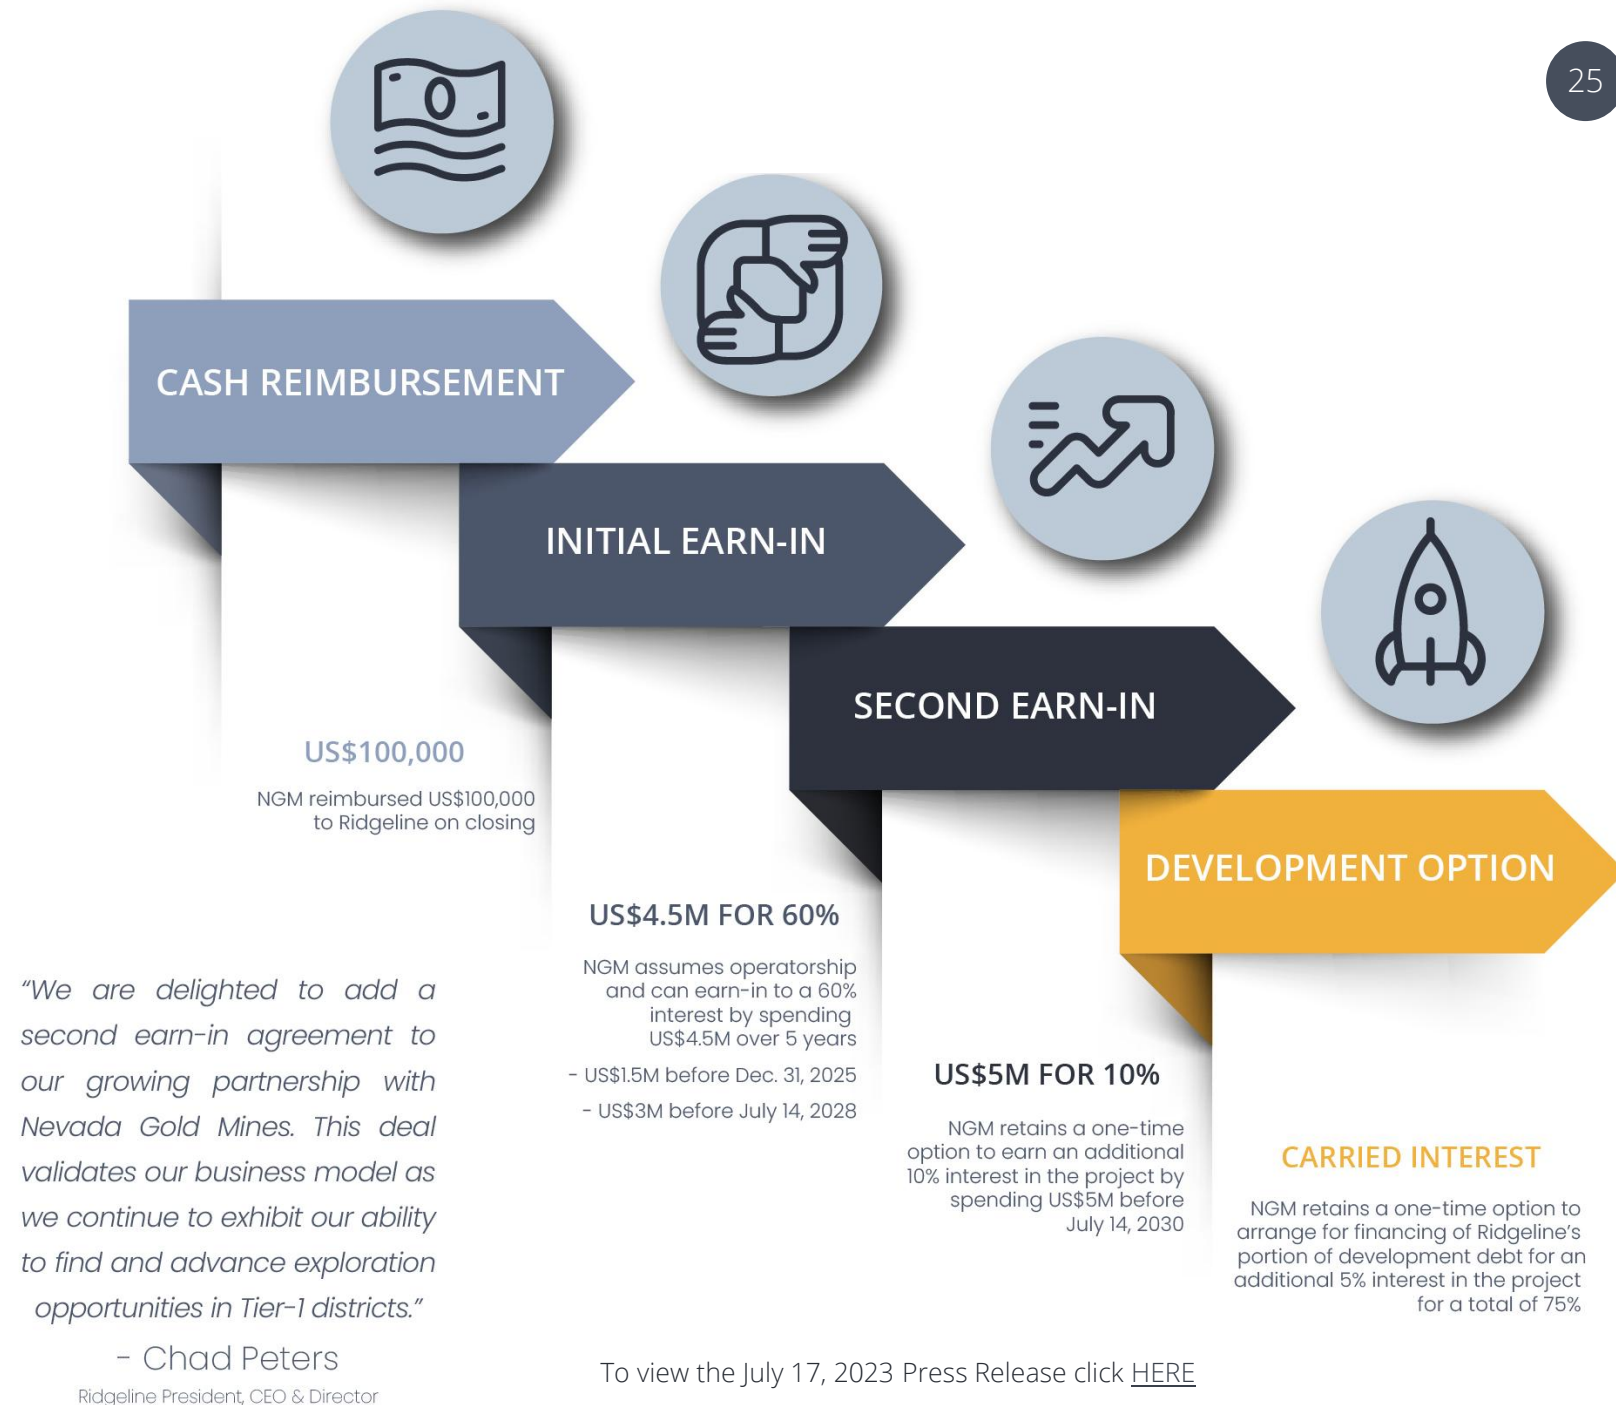 25
CASH REIMBURSEMENT
INITIAL EARN-IN
SECOND EARN-IN
DEVELOPMENT OPTION
US$100,000
NGM reimbursed US$100,000
to Ridgeline on closing
US$4.5M FOR 60%
NGM assumes operatorship
and can earn-in to a 60%
interest by spending
US$4.5M over 5 years
- US$1.5M before Dec. 31, 2025
- US$3M before July 14, 2028
US$5M FOR 10%
NGM retains a one-time
option to earn an additional
10% interest in the project by
spending US$5M before
July 14, 2030
CARRIED INTEREST
NGM retains a one-time option to
arrange for financing of Ridgeline’s
portion of development debt for an
additional 5% interest in the project
for a total of 75%
“We are delighted to add a
second earn-in agreement to
our growing partnership with
Nevada Gold Mines. This deal
validates our business model as
we continue to exhibit our ability
to find and advance exploration
opportunities in Tier-1 districts.”
- Chad Peters
Ridgeline President, CEO & Director
To view the July 17, 2023 Press Release click HERE